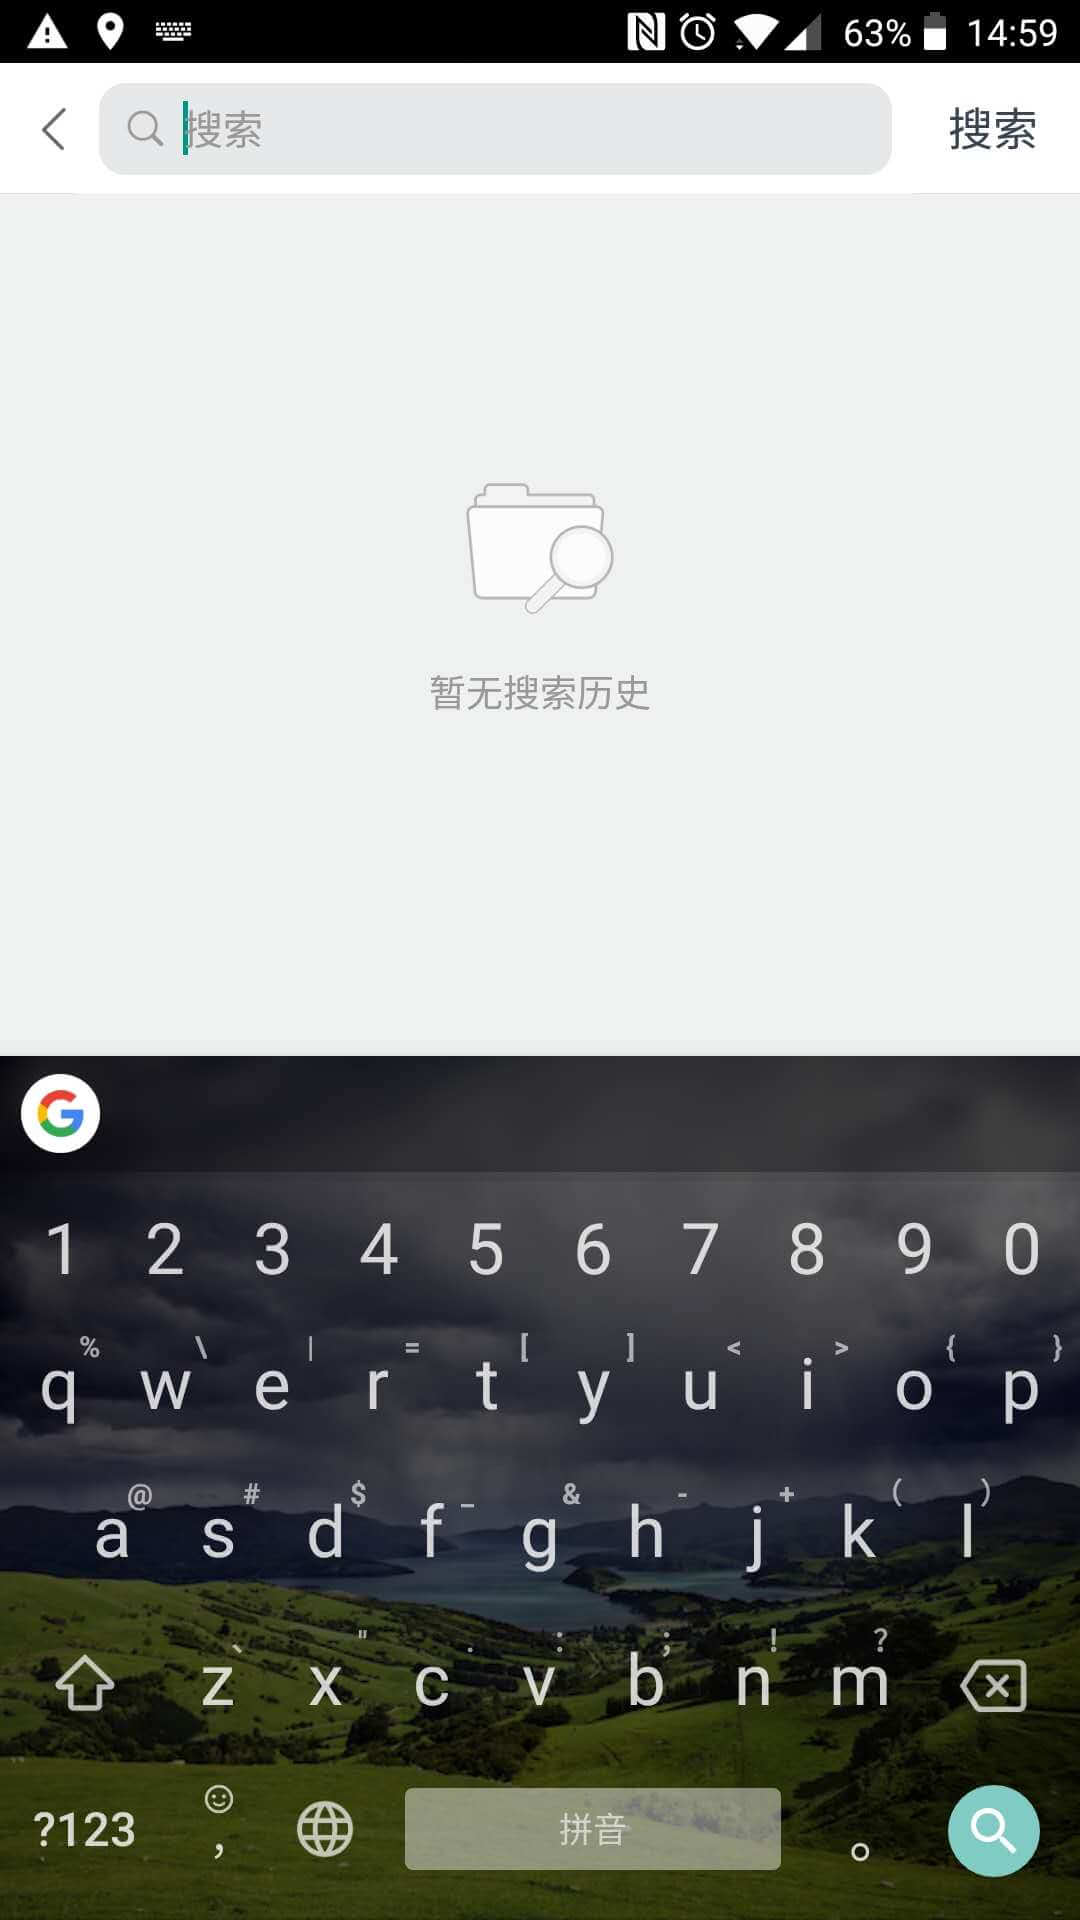 63% 14:59
搜索 搜索
暂无搜索历史
G
1 2 3 4 5 6 7 8 9 0
% \ | = [ ] < > { }
q w e r t y u i o p
@ # $ _ & - + ( )
a s d f g h j k l
、 " . : ; ! ?
z x c v b n m
?123 , 拼音 。